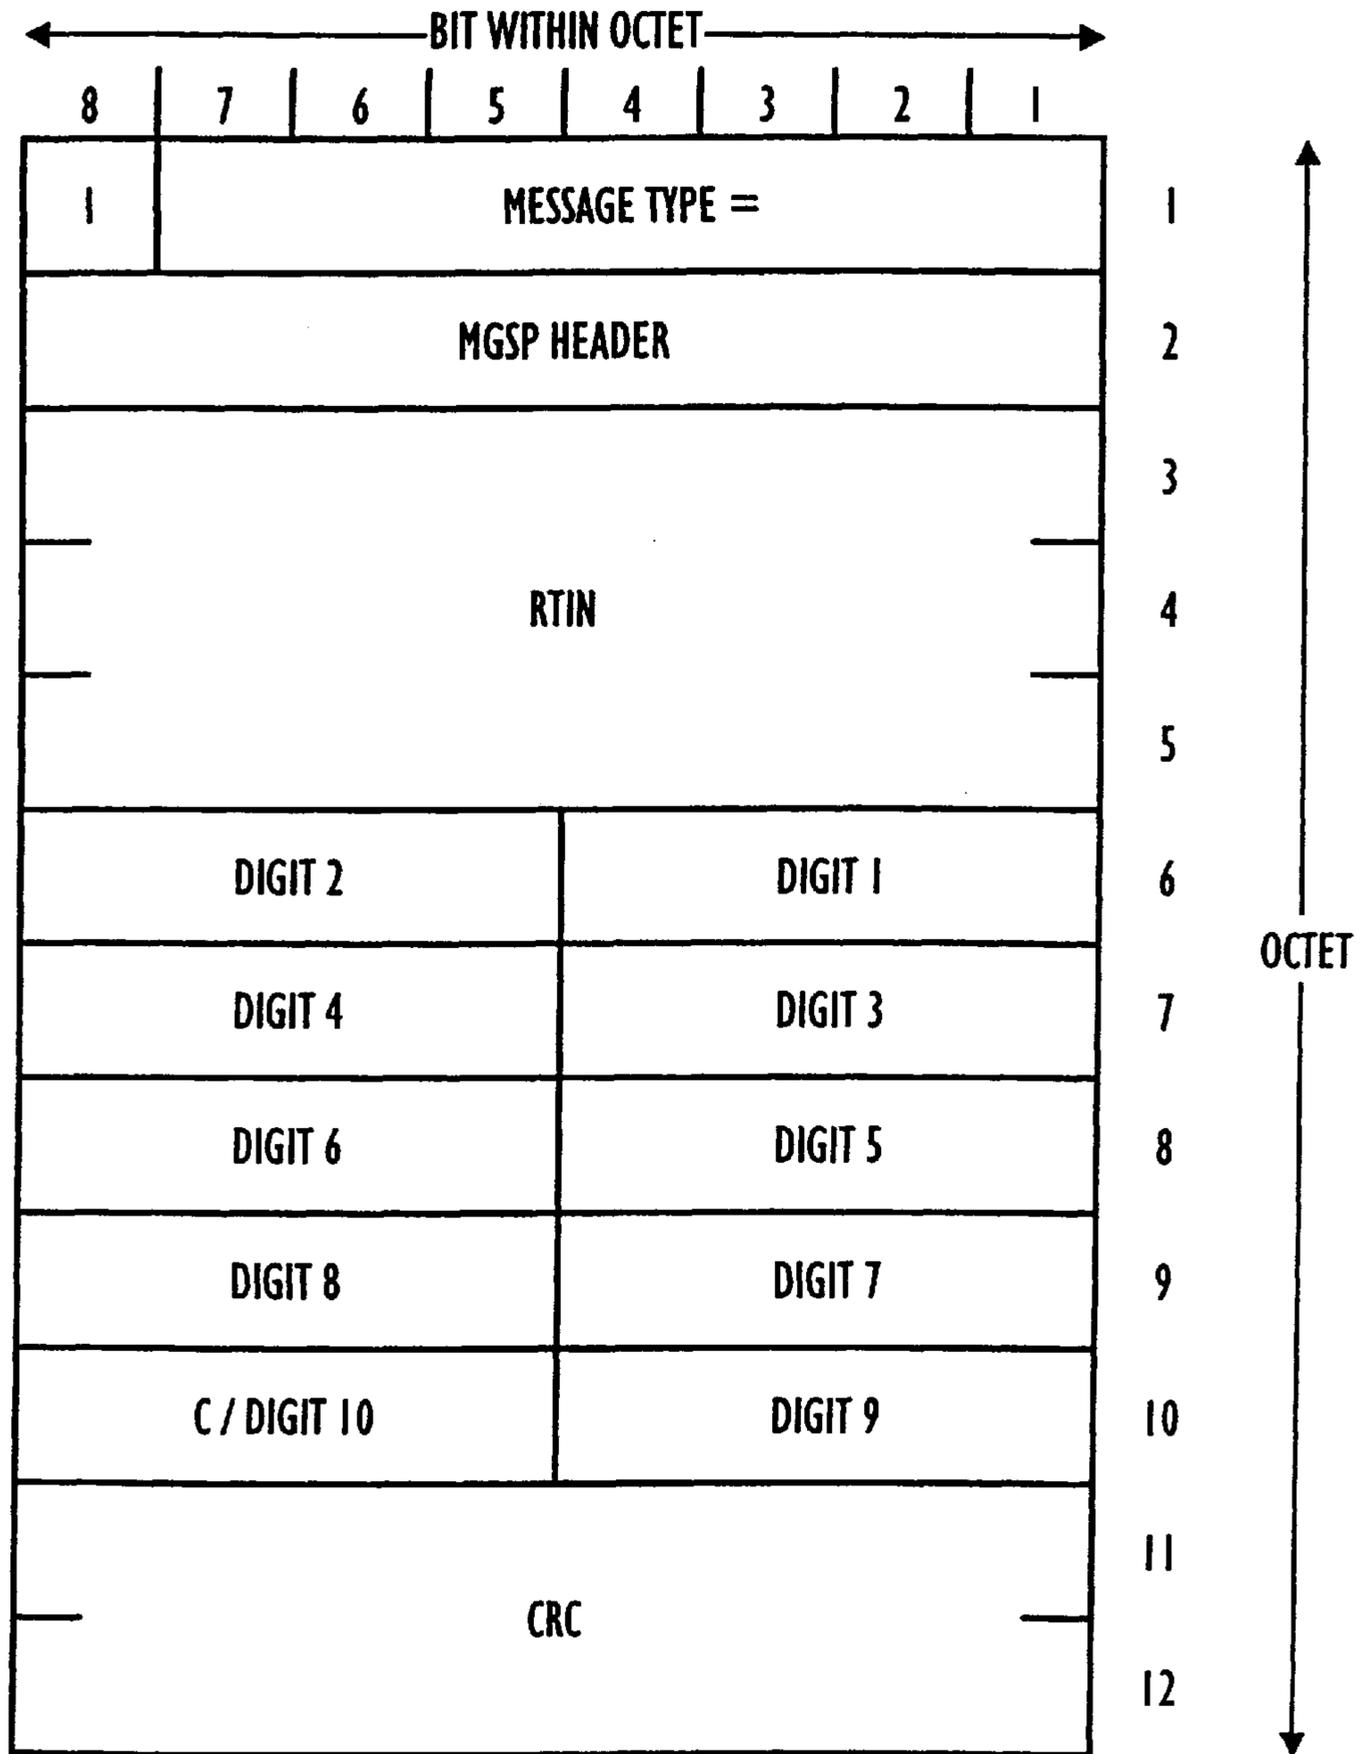 BIT WITHIN OCTET
8 7 6 5 4 3 2 1
1 MESSAGE TYPE = 1
MGSP HEADER 2
3
RTIN 4
5
DIGIT 2 DIGIT 1 6
OCTET
DIGIT 4 DIGIT 3 7
DIGIT 6 DIGIT 5 8
DIGIT 8 DIGIT 7 9
C / DIGIT 10 DIGIT 9 10
11
CRC
12